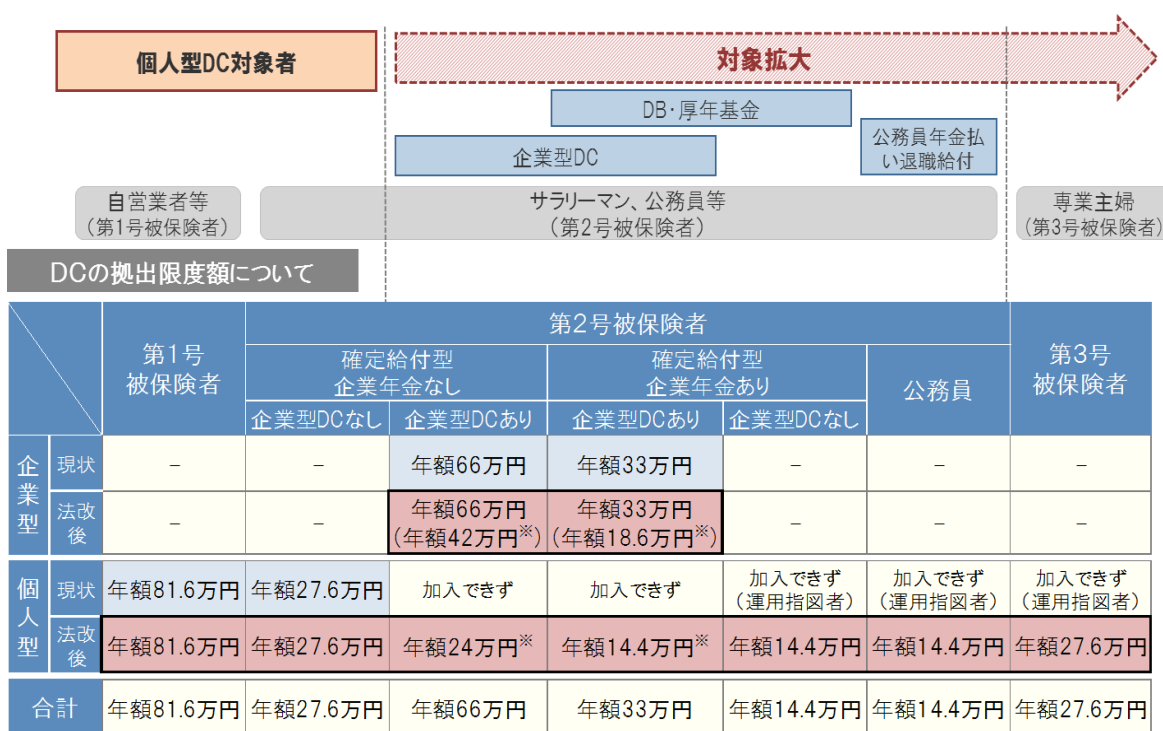 個人型DC対象者
対象拡大
DB・厚年基金
企業型DC
公務員年金払
い退職給付
自営業者等
（第1号被保険者）
サラリーマン、公務員等
（第2号被保険者）
専業主婦
（第3号被保険者）
DCの拠出限度額について
第1号
被保険者
第2号被保険者
第3号
被保険者
確定給付型
企業年金なし
確定給付型
企業年金あり
公務員
企業型DCなし 企業型DCあり 企業型DCあり 企業型DCなし
企業型
現状 － － 年額66万円 年額33万円 － － －
法改後
－ － 年額66万円
（年額42万円※） 年額33万円
（年額18.6万円※） － － －
個人型
現状 年額81.6万円 年額27.6万円 加入できず 加入できず 加入できず
（運用指図者） 加入できず
（運用指図者） 加入できず
（運用指図者）
法改後
年額81.6万円 年額27.6万円 年額24万円※ 年額14.4万円※ 年額14.4万円 年額14.4万円 年額27.6万円
合計 年額81.6万円 年額27.6万円 年額66万円 年額33万円 年額14.4万円 年額14.4万円 年額27.6万円